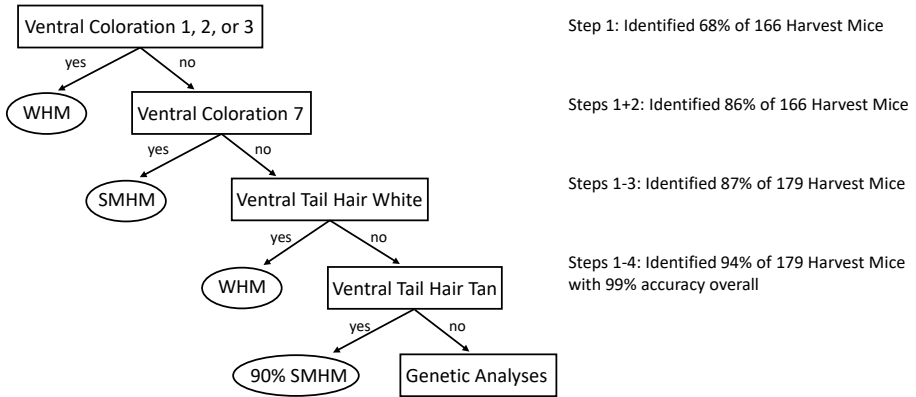 Ventral Coloration 1, 2, or 3
Step 1: Identified 68% of 166 Harvest Mice
yes
no
WHM
Ventral Coloration 7
Steps 1+2: Identified 86% of 166 Harvest Mice
yes
no
SMHM
Ventral Tail Hair White
Steps 1-3: Identified 87% of 179 Harvest Mice
yes
no
WHM
Ventral Tail Hair Tan
Steps 1-4: Identified 94% of 179 Harvest Mice
with 99% accuracy overall
yes
no
90% SMHM
Genetic Analyses